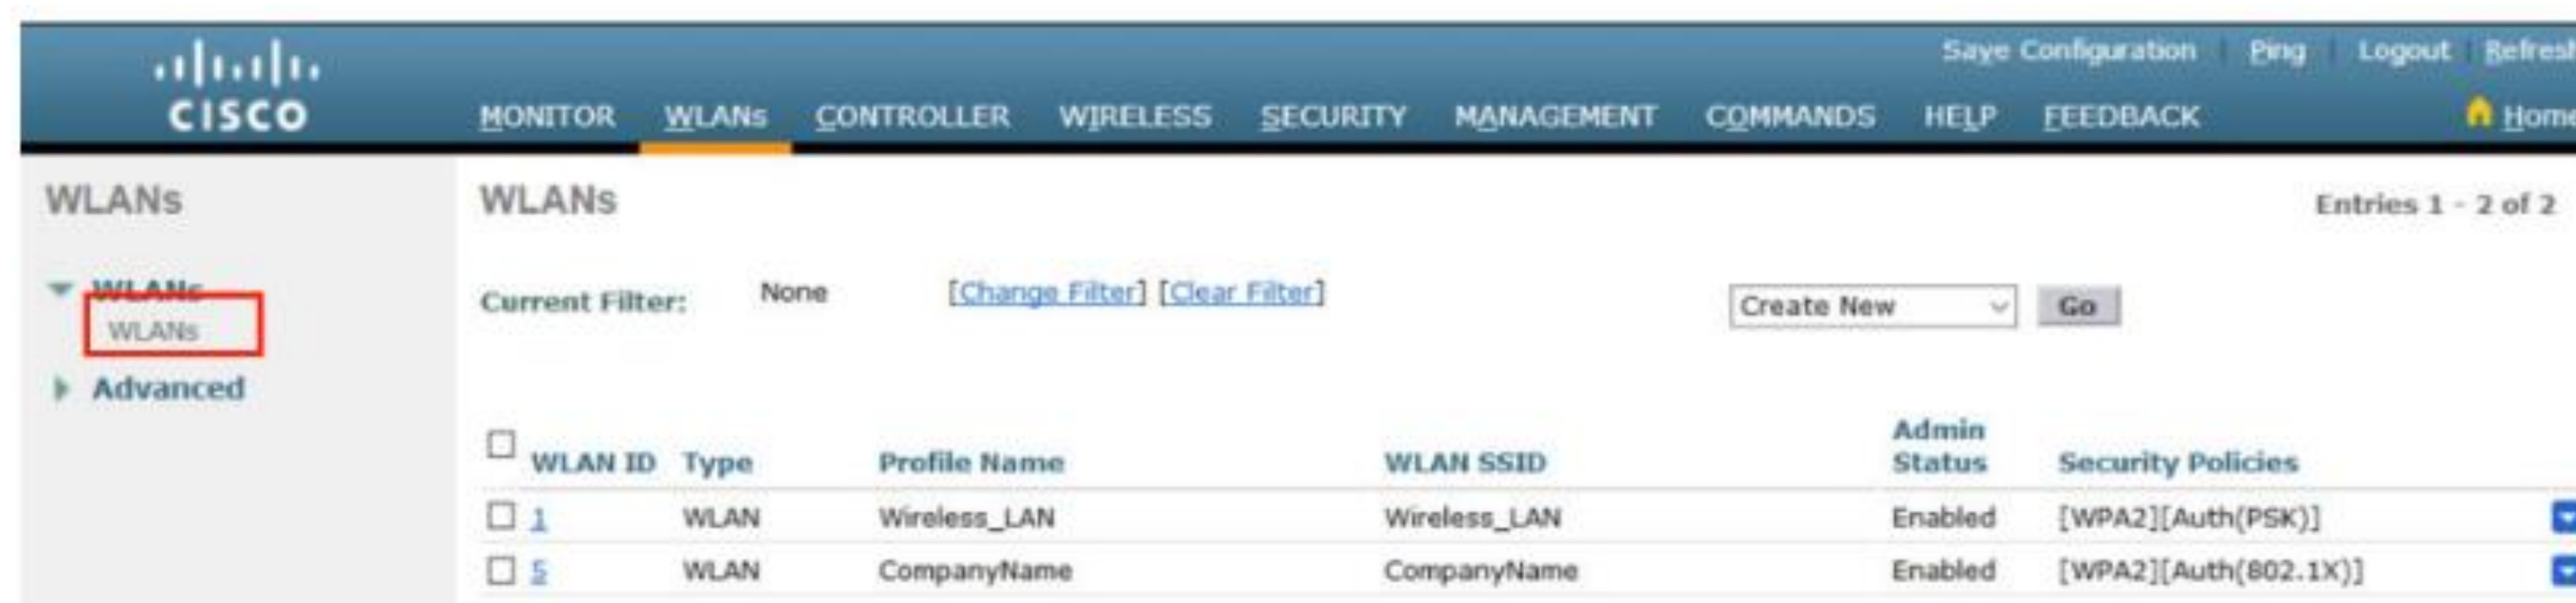 Save Configuration Ping Logout Refresh
CISCO MONITOR WLANs CONTROLLER WIRELESS SECURITY MANAGEMENT COMMANDS HELP FEEDBACK Home
WLANs
WLANs
WLANs
Advanced
WLANs Entries 1 - 2 of 2
Current Filter: None [Change Filter] [Clear Filter] Create New Go
WLAN ID Type Profile Name WLAN SSID Admin Status Security Policies
1 WLAN Wireless_LAN Wireless_LAN Enabled [WPA2][Auth(PSK)]
5 WLAN CompanyName CompanyName Enabled [WPA2][Auth(802.1X)]